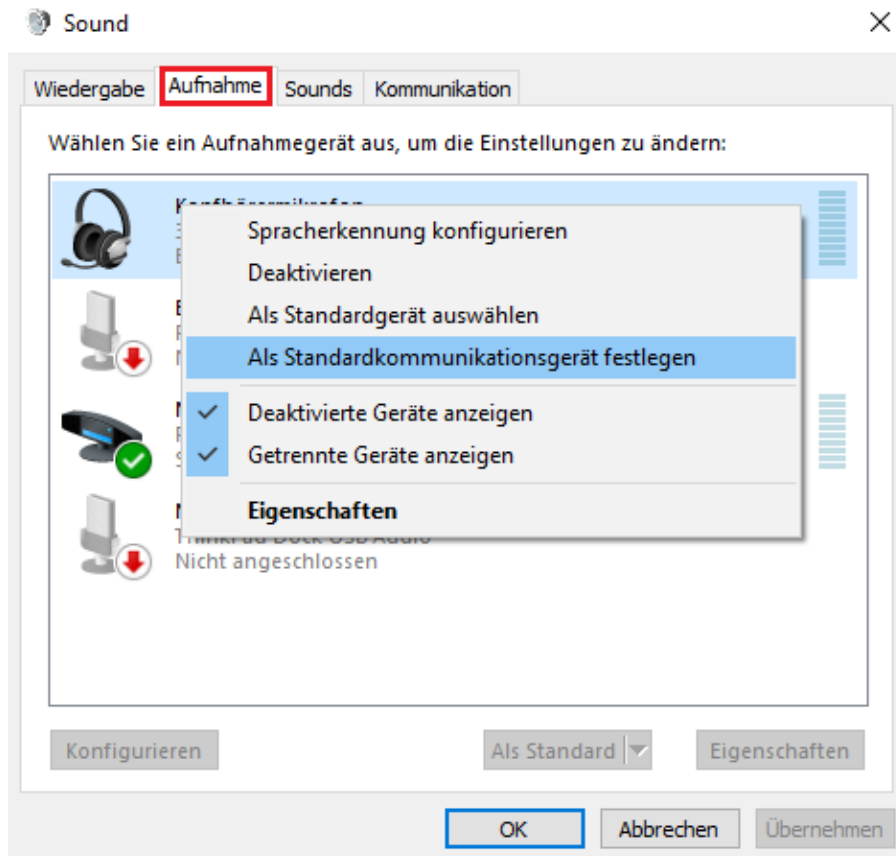 Sound
Wiedergabe
Aufnahme
Sounds
Kommunikation
Wählen Sie ein Aufnahmegerät aus, um die Einstellungen zu ändern:
Spracherkennung konfigurieren
Deaktivieren
Als Standardgerät auswählen
Als Standardkommunikationsgerät festlegen
Deaktivierte Geräte anzeigen
Getrennte Geräte anzeigen
Eigenschaften
Nicht angeschlossen
Konfigurieren
Als Standard
Eigenschaften
OK
Abbrechen
Übernehmen